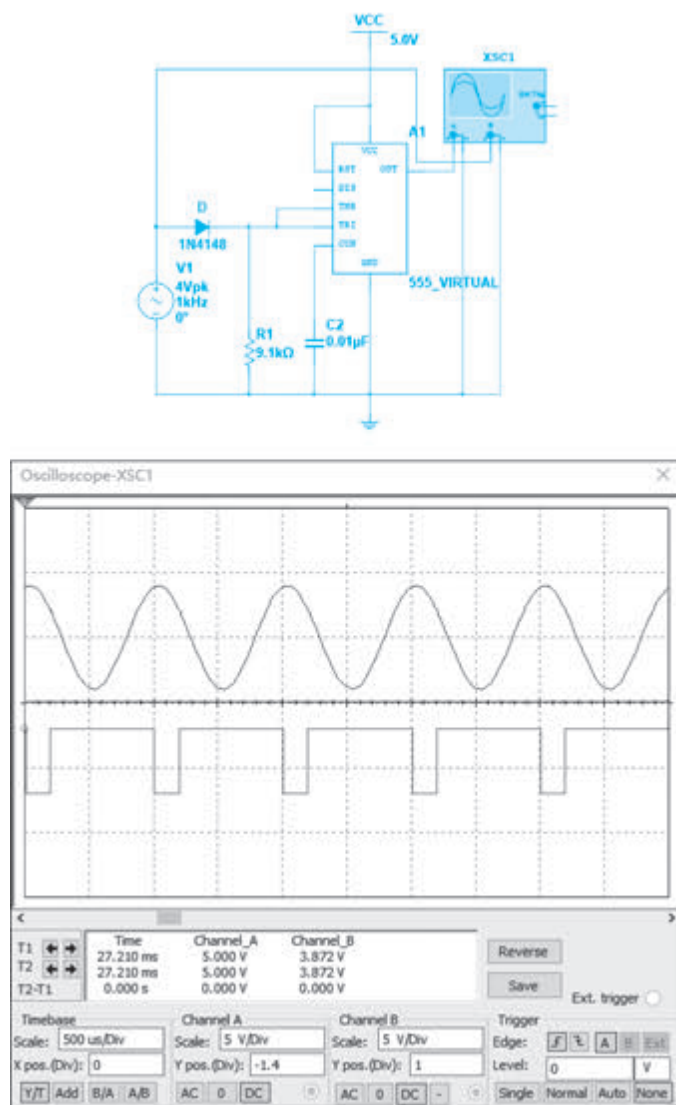 VCC
5.0V
XSC1
A1
VCC
RST OUT
DIS
THR
TRI
CON
GND
555_VIRTUAL
D
1N4148
V1
4Vpk
1kHz
0°
R1
9.1kΩ
C2
0.01μF
Oscilloscope-XSC1
Time Channel_A Channel_B
T1 27.210 ms 5.000 V 3.872 V
T2 27.210 ms 5.000 V 3.872 V
T2-T1 0.000 s 0.000 V 0.000 V
Reverse
Save
Ext. trigger
Timebase Channel A Channel B Trigger
Scale: 500 us/Div Scale: 5 V/Div Scale: 5 V/Div Edge: A B Ext
X pos.(Div): 0 Y pos.(Div): -1.4 Y pos.(Div): 1 Level: 0 V
Y/T Add B/A A/B AC 0 DC AC 0 DC - Single Normal Auto None